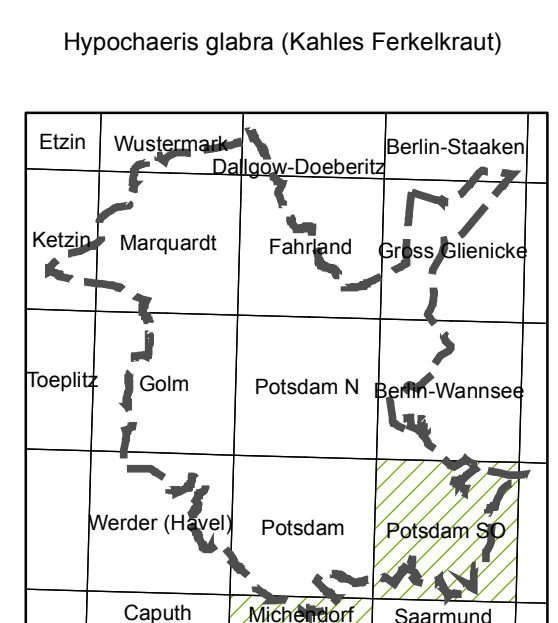 Hypochaeris glabra (Kahles Ferkelkraut)
Etzin
Wustermark
Dallgow-Doeberitz
Berlin-Staaken
Ketzin
Marquardt
Fahrland
Gross Glienicke
Toeplitz
Golm
Potsdam N
Berlin-Wannsee
Werder (Havel)
Potsdam
Potsdam SO
Caputh
Michendorf
Saarmund